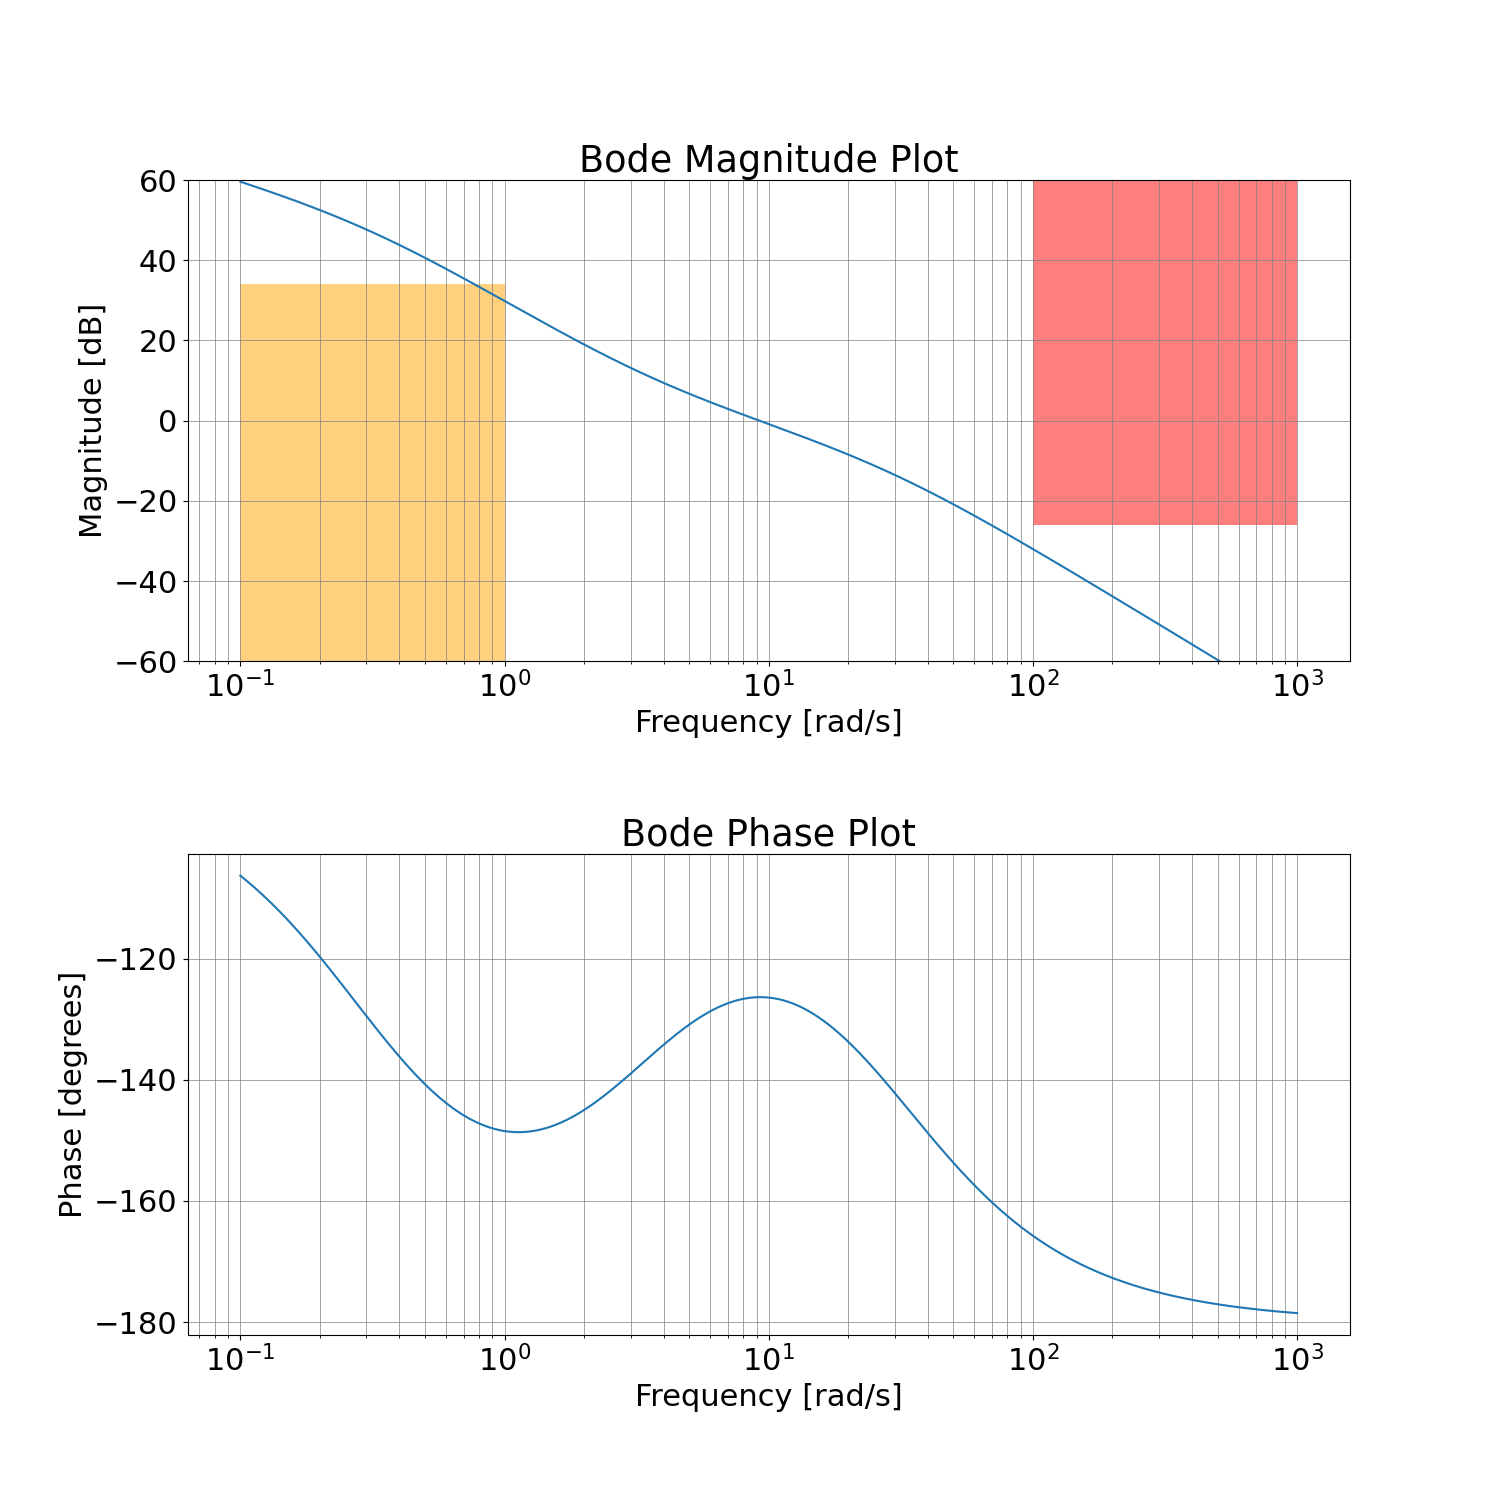 Bode Magnitude Plot
60
40
20
0
−20
−40
−60
Magnitude [dB]
10⁻¹ 10⁰ 10¹ 10² 10³
Frequency [rad/s]
Bode Phase Plot
−120
−140
−160
−180
Phase [degrees]
10⁻¹ 10⁰ 10¹ 10² 10³
Frequency [rad/s]